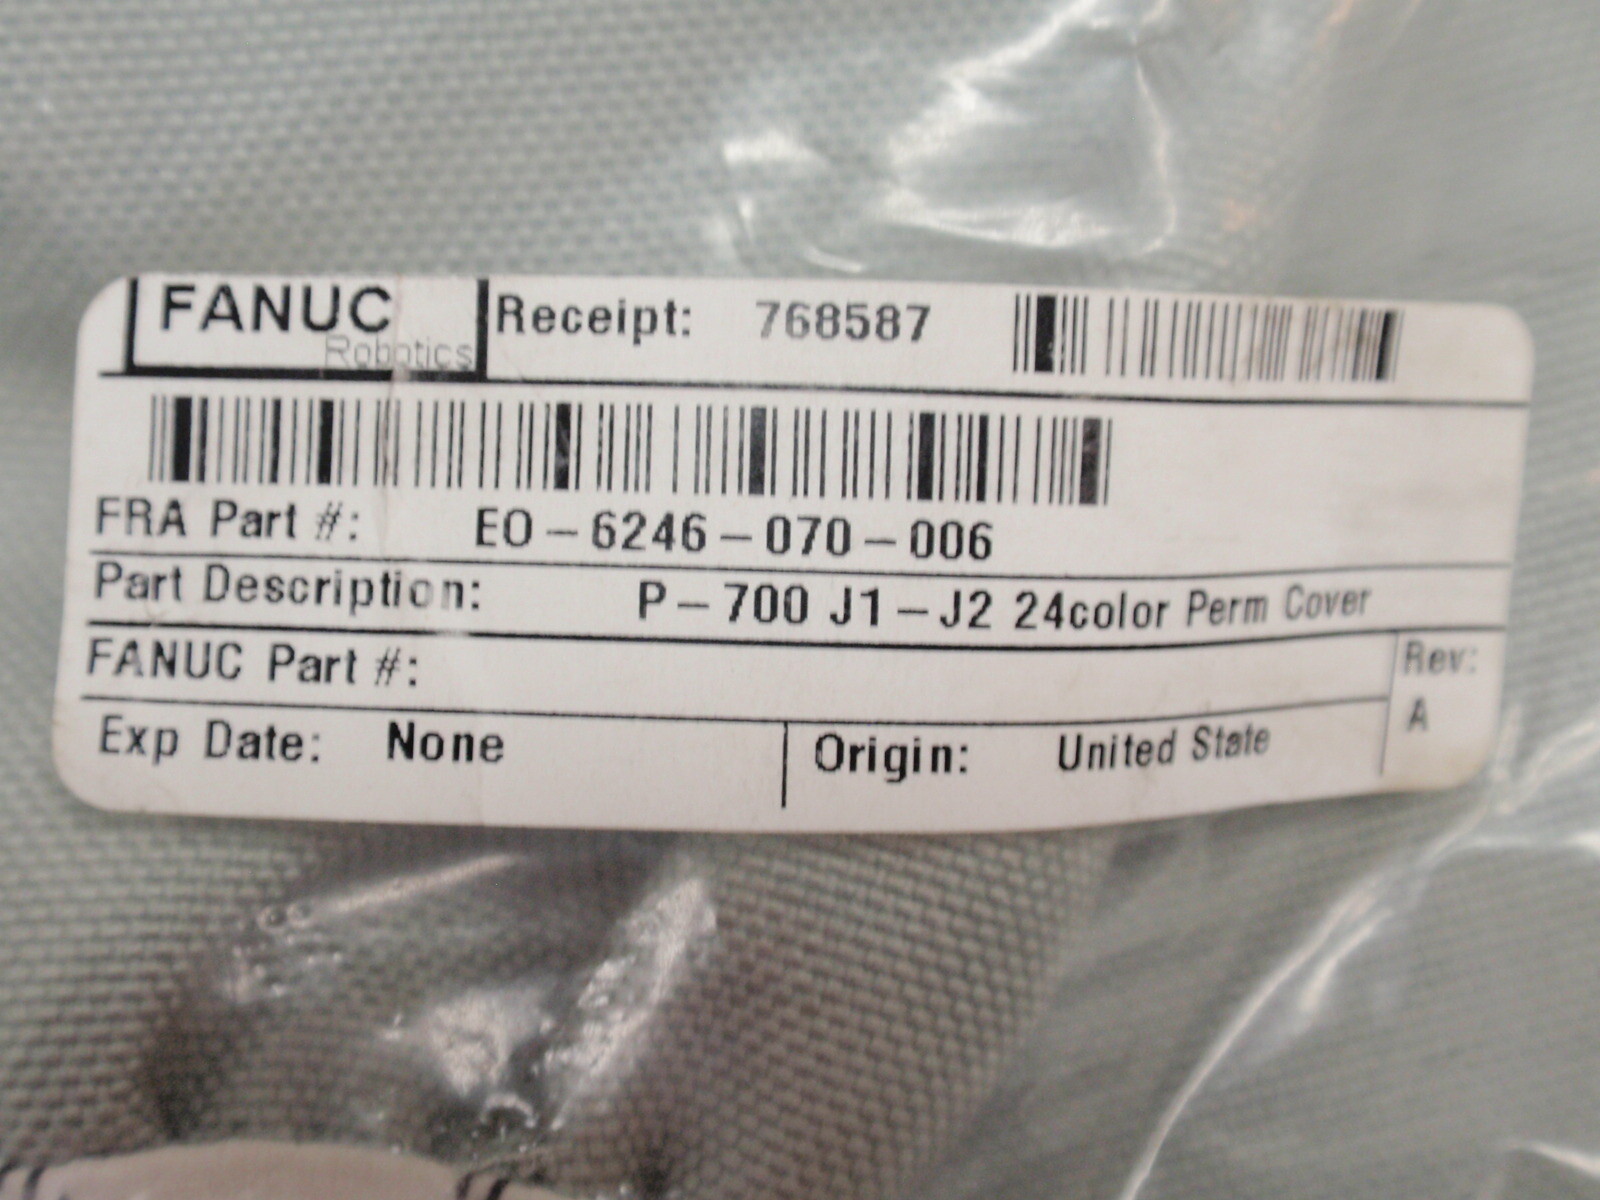 FANUC
Robotics
Receipt: 768587
FRA Part #: EO-6246-070-006
Part Description: P-700 J1-J2 24color Perm Cover
FANUC Part #:
Rev:
A
Exp Date: None
Origin: United State